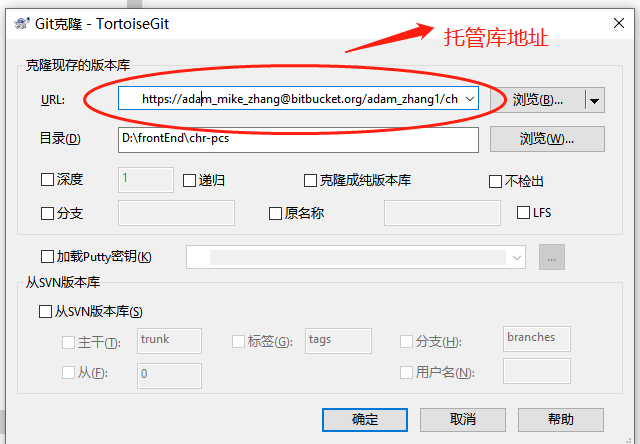 Git克隆 - TortoiseGit
托管库地址
克隆现存的版本库
URL: https://adam_mike_zhang@bitbucket.org/adam_zhang1/ch 浏览(B)...
目录(D) D:\frontEnd\chr-pcs 浏览(W)...
深度 1 递归 克隆成纯版本库 不检出
分支 原名称 LFS
加载Putty密钥(K) ...
从SVN版本库
从SVN版本库(S)
主干(T): trunk 标签(G): tags 分支(H): branches
从(F): 0 用户名(N):
确定 取消 帮助